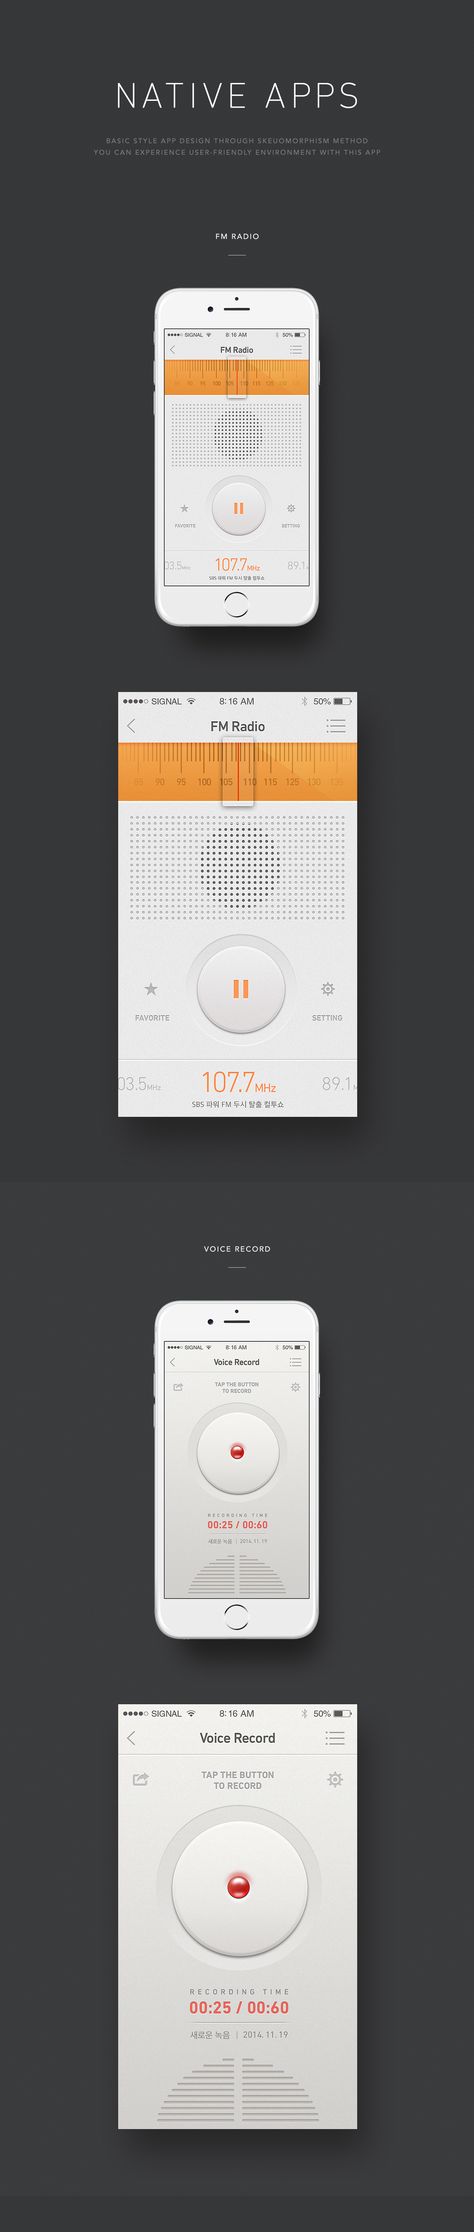 NATIVE APPS
BASIC STYLE APP DESIGN THROUGH SKEUOMORPHISM METHOD
YOU CAN EXPERIENCE USER-FRIENDLY ENVIRONMENT WITH THIS APP
FM RADIO
SIGNAL 8:16 AM 50%
FM Radio
85 90 95 100 105 110 115 120 125 130 135
FAVORITE SETTING
03.5MHz 107.7MHz 89.1M
SBS 파워 FM 두시 탈출 컬투쇼
SIGNAL 8:16 AM 50%
FM Radio
85 90 95 100 105 110 115 120 125 130 135
FAVORITE SETTING
03.5MHz 107.7MHz 89.1M
SBS 파워 FM 두시 탈출 컬투쇼
VOICE RECORD
SIGNAL 8:16 AM 50%
Voice Record
TAP THE BUTTON
TO RECORD
RECORDING TIME
00:25 / 00:60
새로운 녹음 | 2014.11.19
SIGNAL 8:16 AM 50%
Voice Record
TAP THE BUTTON
TO RECORD
RECORDING TIME
00:25 / 00:60
새로운 녹음 | 2014.11.19